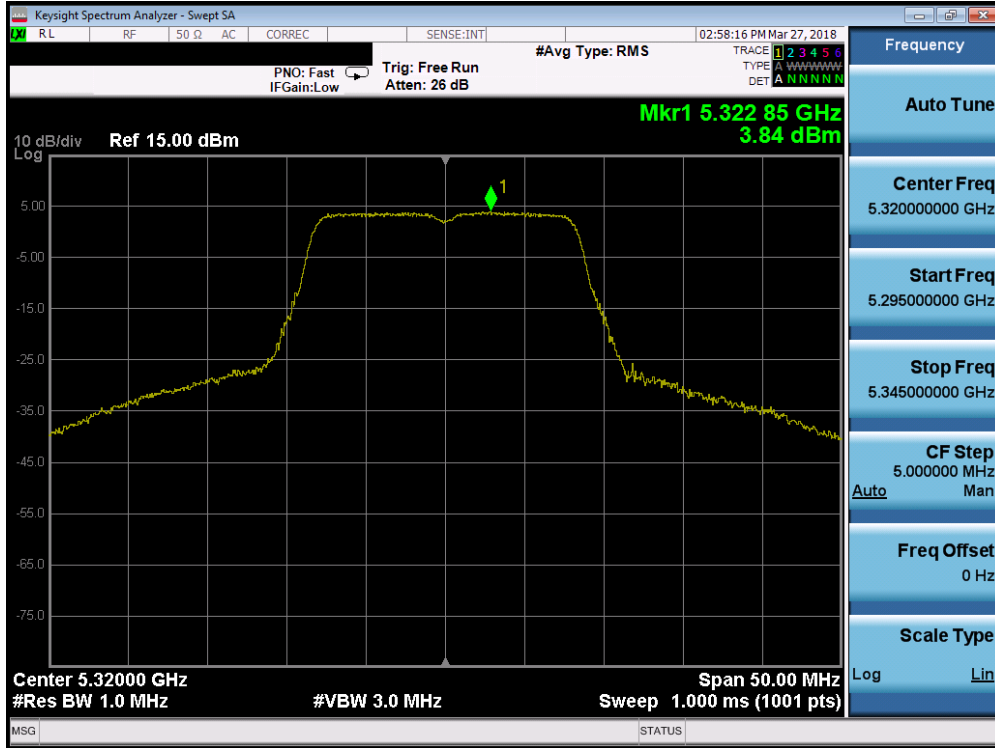 Keysight Spectrum Analyzer - Swept SA
LXI RL RF 50 Ω AC CORREC SENSE:INT 02:58:16 PM Mar 27, 2018
#Avg Type: RMS TRACE 1 2 3 4 5 6
PNO: Fast Trig: Free Run TYPE A WWWWW
IFGain:Low Atten: 26 dB DET A N N N N N
Mkr1 5.322 85 GHz
3.84 dBm
10 dB/div Ref 15.00 dBm
Log
1
5.00
-5.00
-15.0
-25.0
-35.0
-45.0
-55.0
-65.0
-75.0
Center 5.32000 GHz Span 50.00 MHz
#Res BW 1.0 MHz #VBW 3.0 MHz Sweep 1.000 ms (1001 pts)
MSG STATUS
Frequency
Auto Tune
Center Freq
5.320000000 GHz
Start Freq
5.295000000 GHz
Stop Freq
5.345000000 GHz
CF Step
5.000000 MHz
Auto Man
Freq Offset
0 Hz
Scale Type
Log Lin